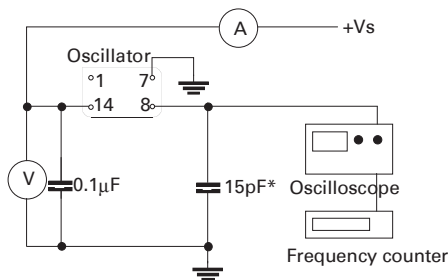 A
+Vs
Oscillator
1 7
14 8
V
0.1µF
15pF*
Oscilloscope
Frequency counter